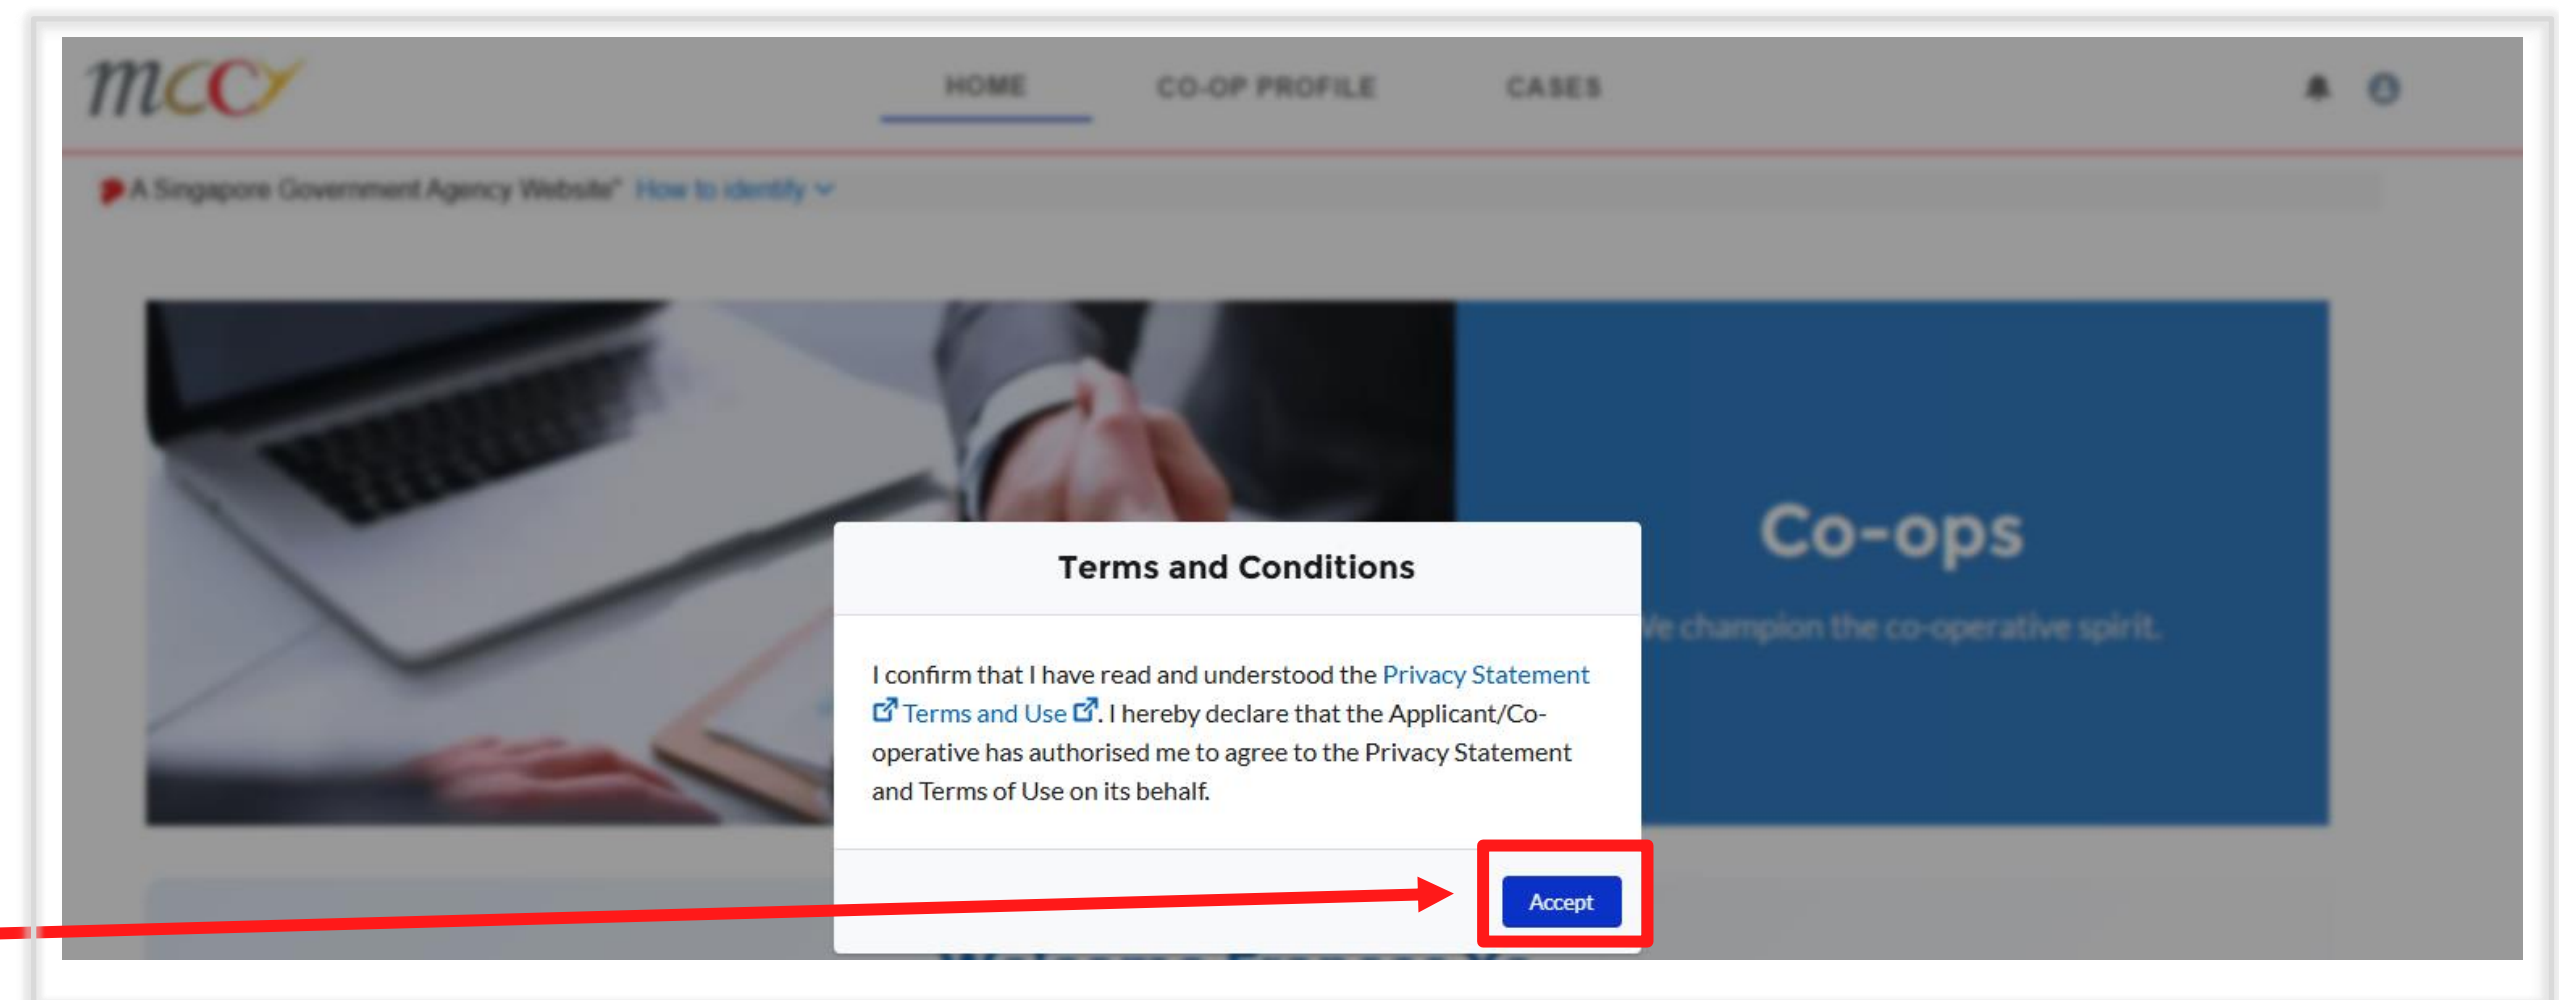 mccy
HOME
CO-OP PROFILE
CASES
A Singapore Government Agency Website" How to identify
Co-ops
champion the co-operative spirit.
Terms and Conditions
I confirm that I have read and understood the Privacy Statement
Terms and Use . I hereby declare that the Applicant/Co-
operative has authorised me to agree to the Privacy Statement
and Terms of Use on its behalf.
Accept